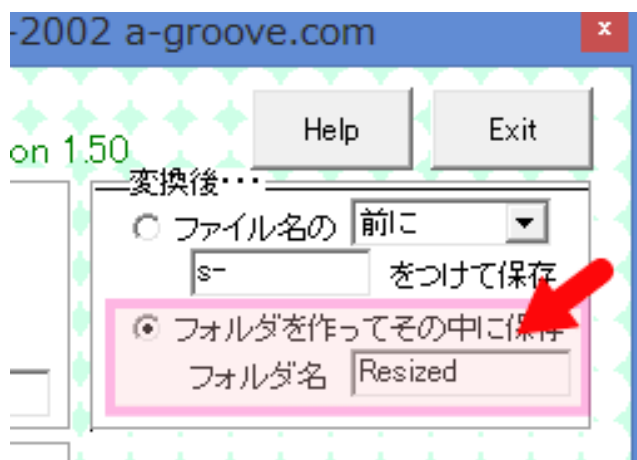 -2002 a-groove.com
x
Help
Exit
on 1.50
変換後・・・
ファイル名の 前に
s- をつけて保存
フォルダを作ってその中に保存
フォルダ名 Resized